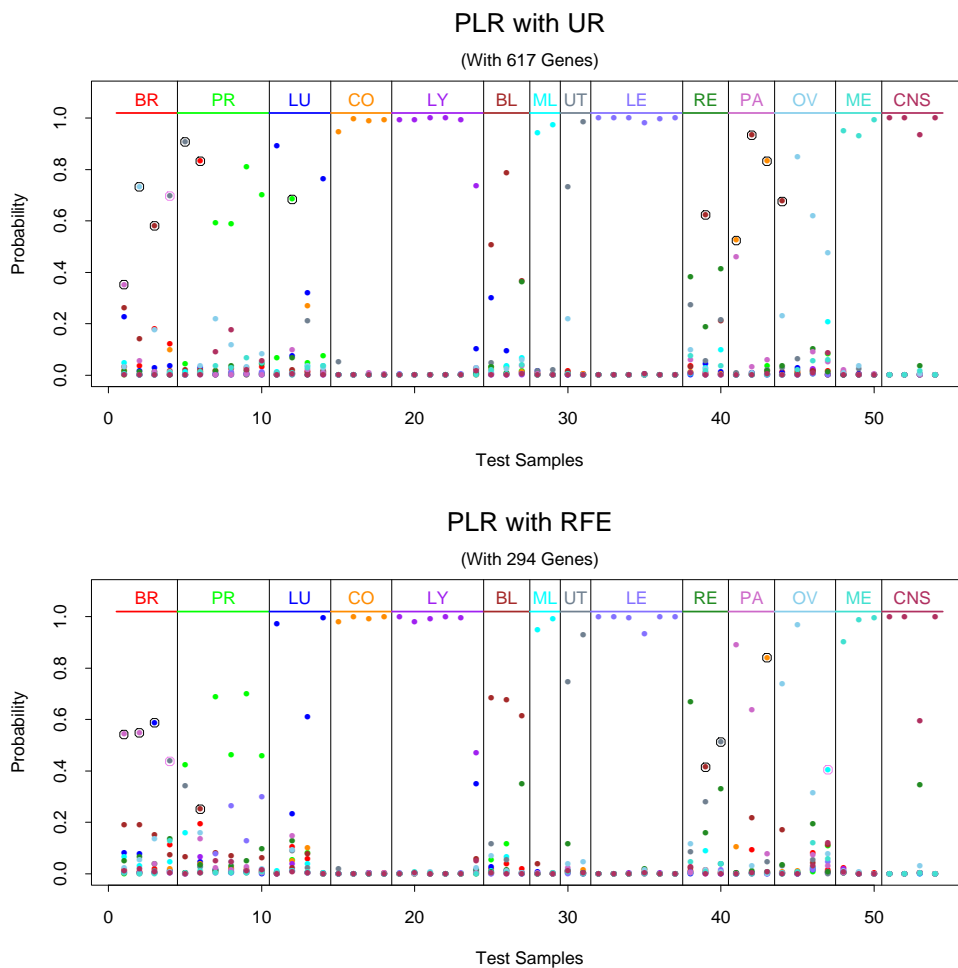 PLR with UR
(With 617 Genes)
BR PR LU CO LY BL ML UT LE RE PA OV ME CNS
1.0
0.8
0.6
0.4
0.2
0.0
Probability
0 10 20 30 40 50
Test Samples
PLR with RFE
(With 294 Genes)
BR PR LU CO LY BL ML UT LE RE PA OV ME CNS
1.0
0.8
0.6
0.4
0.2
0.0
Probability
0 10 20 30 40 50
Test Samples